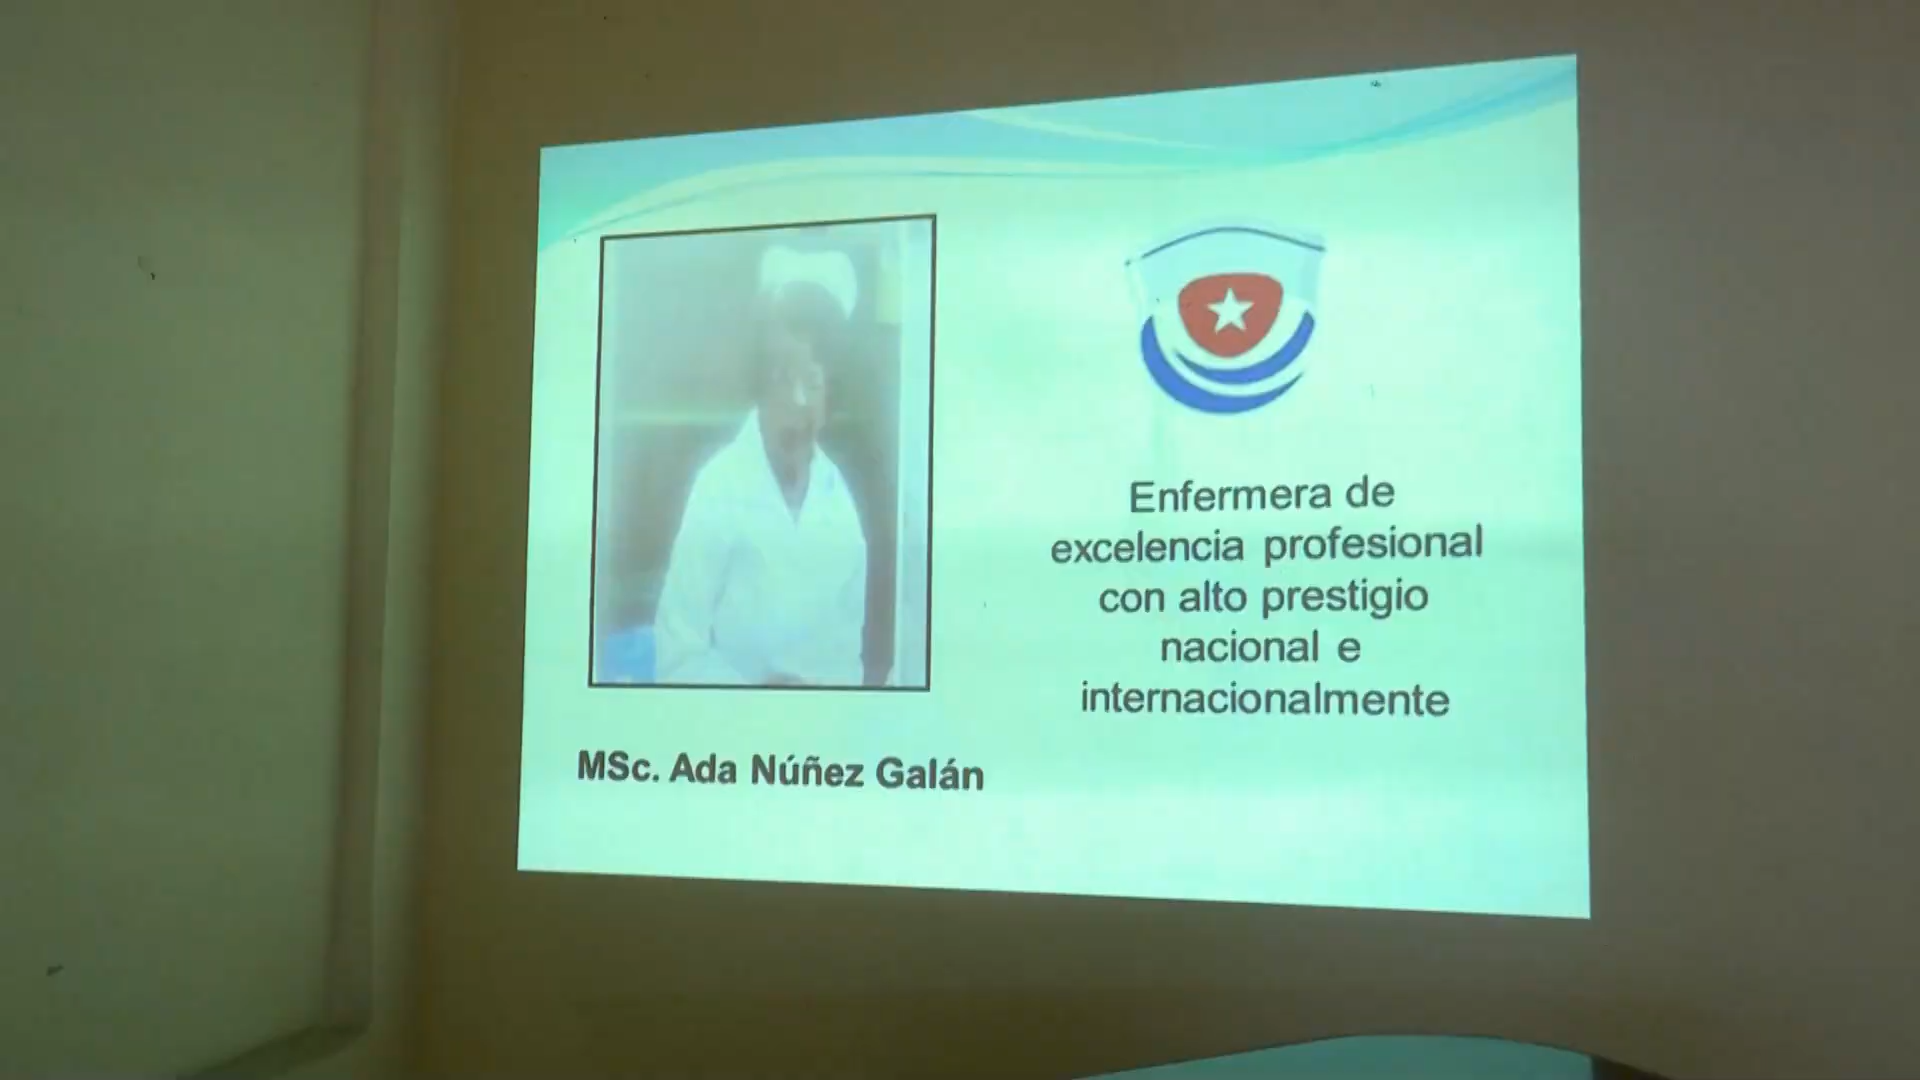 Enfermera de
excelencia profesional
con alto prestigio
nacional e
internacionalmente
MSc. Ada Núñez Galán